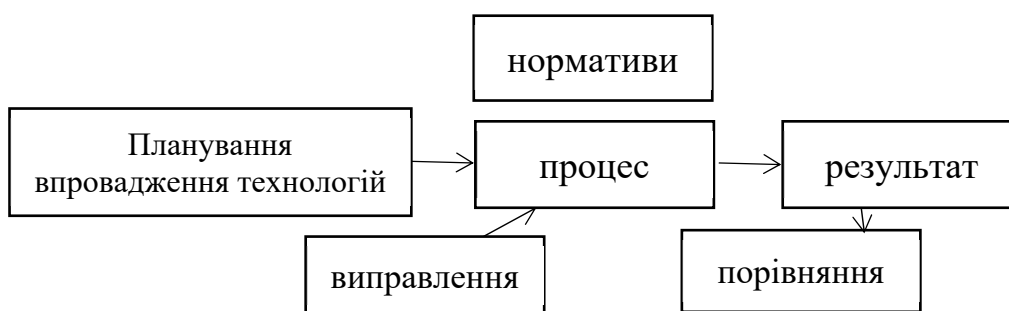 нормативи
Планування
впровадження технологій
процес
результат
виправлення
порівняння